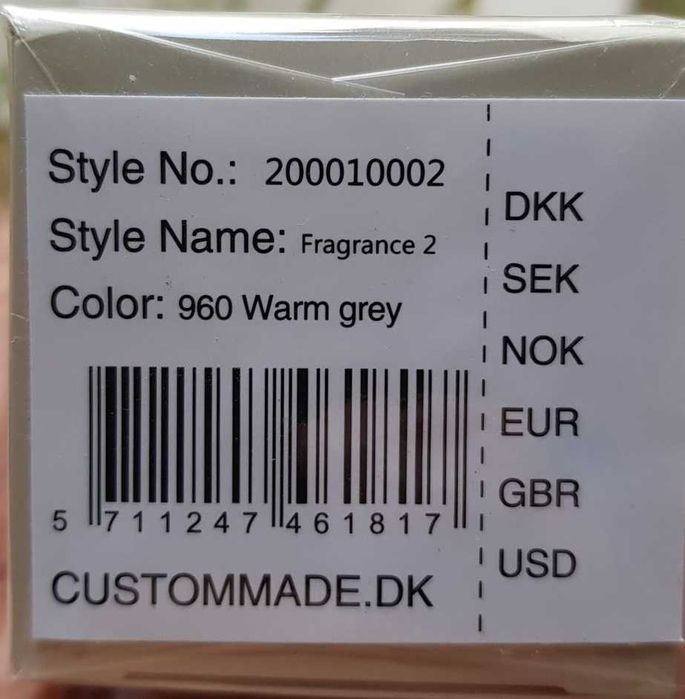 Style No.: 200010002
Style Name: Fragrance 2
Color: 960 Warm grey
5 711247 461817
CUSTOMMADE.DK
DKK
SEK
NOK
EUR
GBR
USD